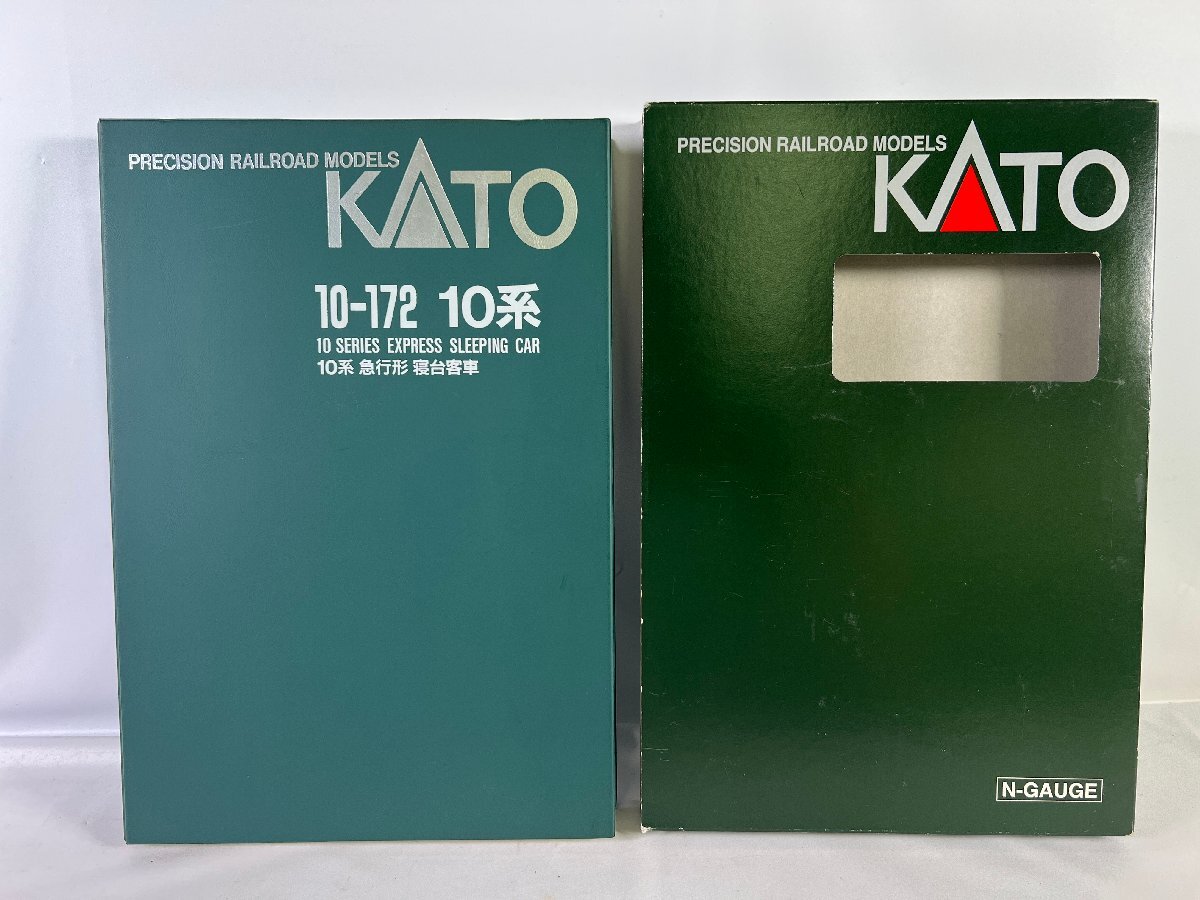 PRECISION RAILROAD MODELS
KATO
10-172 10系
10 SERIES EXPRESS SLEEPING CAR
10系 急行形 寝台客車
PRECISION RAILROAD MODELS
KATO
N-GAUGE